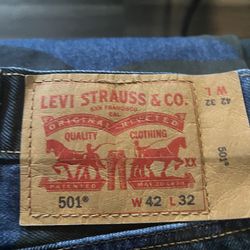 LEVI STRAUSS & CO.
SAN FRANCISCO
CAL.
ORIGINAL RIVETED
QUALITY CLOTHING
XX
PATENTED MAY 20 1873
501® W 42 L 32
42 32
W L
501®